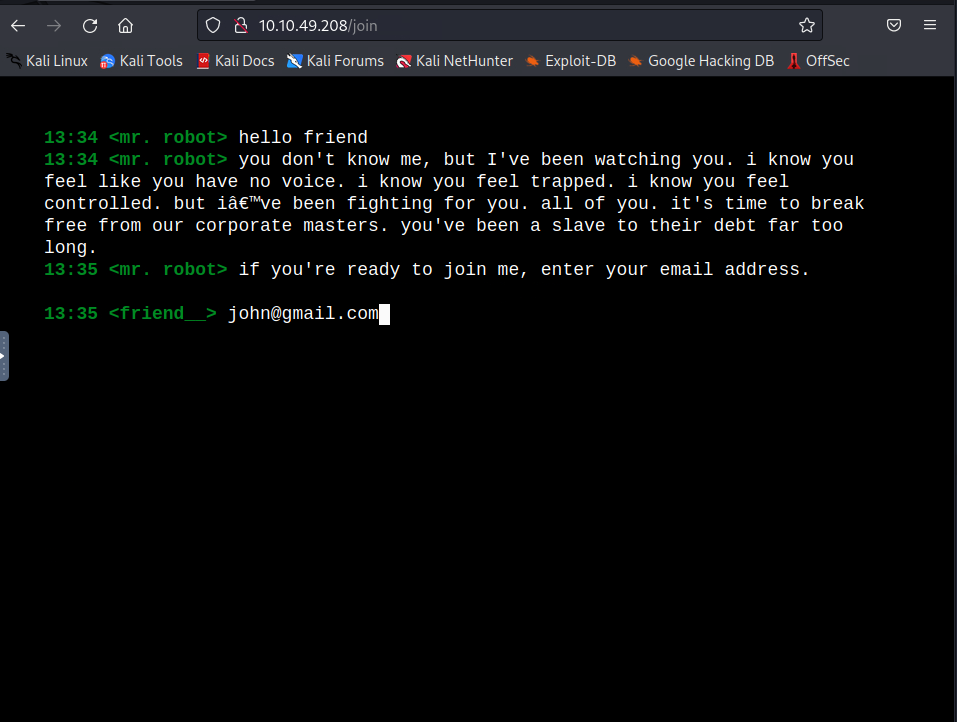 10.10.49.208/join
Kali Linux Kali Tools Kali Docs Kali Forums Kali NetHunter Exploit-DB Google Hacking DB OffSec
13:34 <mr. robot> hello friend
13:34 <mr. robot> you don't know me, but I've been watching you. i know you
feel like you have no voice. i know you feel trapped. i know you feel
controlled. but iâ€™ve been fighting for you. all of you. it's time to break
free from our corporate masters. you've been a slave to their debt far too
long.
13:35 <mr. robot> if you're ready to join me, enter your email address.
13:35 <friend__> john@gmail.com